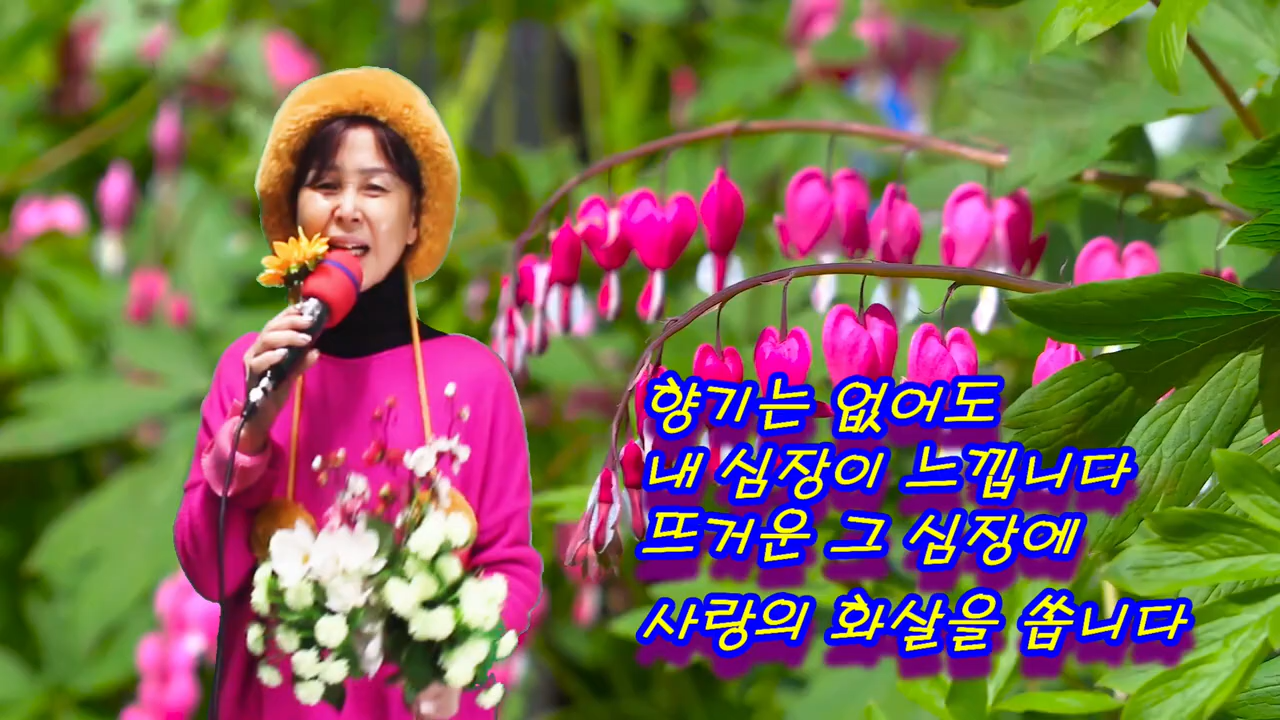 향기는 없어도
내 심장이 느낍니다
뜨거운 그 심장에
사랑의 화살을 쏩니다